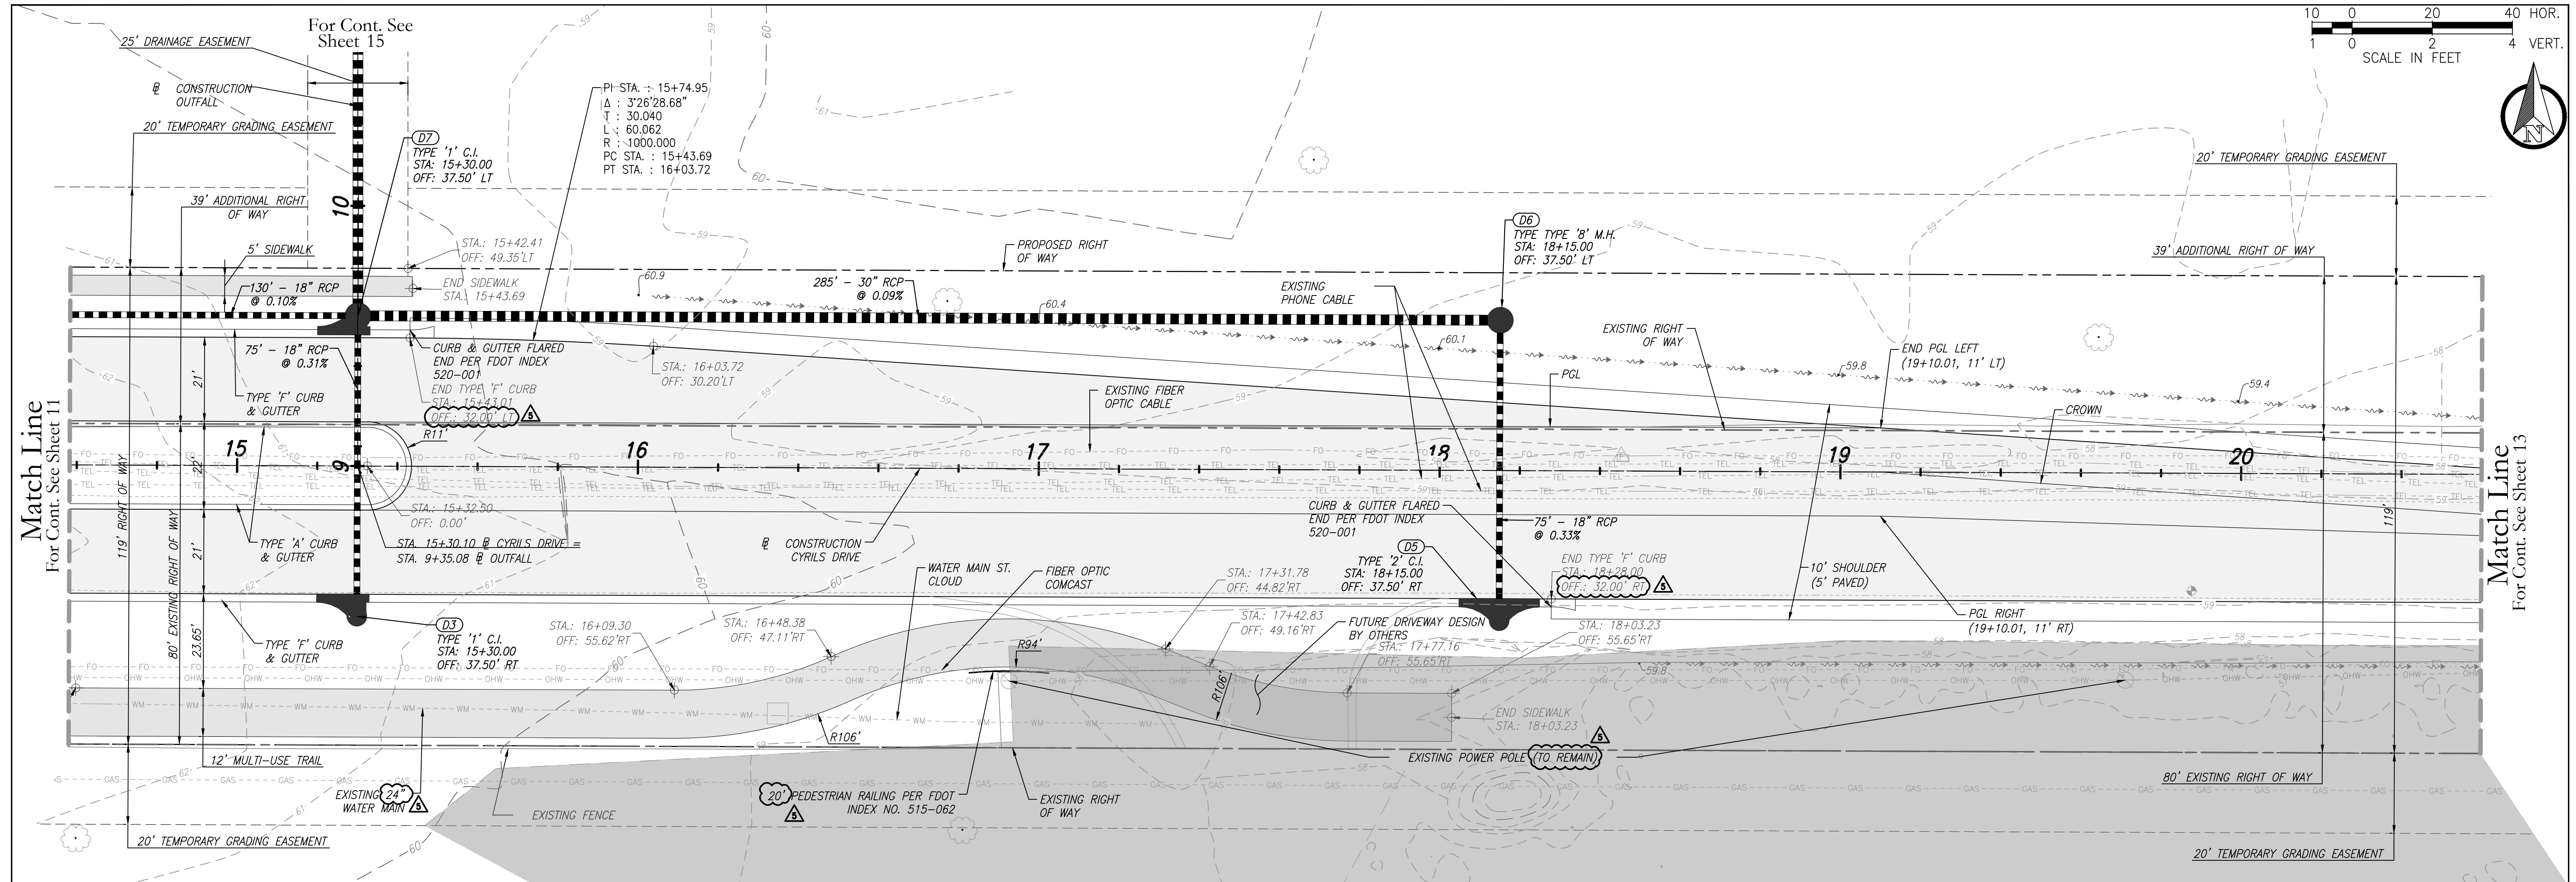 For Cont. See
Sheet 15
25' DRAINAGE EASEMENT
℄ CONSTRUCTION
OUTFALL
20' TEMPORARY GRADING EASEMENT
39' ADDITIONAL RIGHT
OF WAY
5' SIDEWALK
130' - 18" RCP
@ 0.10%
10
D7
TYPE '1' C.I.
STA: 15+30.00
OFF: 37.50' LT
PI STA. : 15+74.95
Δ : 3°26'28.68"
T : 30.040
L : 60.062
R : 1000.000
PC STA. : 15+43.69
PT STA. : 16+03.72
STA.: 15+42.41
OFF: 49.35'LT
END SIDEWALK
STA.: 15+43.69
60.9
285' - 30" RCP
@ 0.09%
60.4
PROPOSED RIGHT
OF WAY
EXISTING
PHONE CABLE
D6
TYPE TYPE '8' M.H.
STA: 18+15.00
OFF: 37.50' LT
10 0 20 40 HOR.
1 0 2 4 VERT.
SCALE IN FEET
N
20' TEMPORARY GRADING EASEMENT
39' ADDITIONAL RIGHT OF WAY
75' - 18" RCP
@ 0.31%
CURB & GUTTER FLARED
END PER FDOT INDEX
520-001
END TYPE 'F' CURB
STA.: 15+43.01
OFF.: 32.00' LT
5
STA.: 16+03.72
OFF: 30.20'LT
60.1
EXISTING RIGHT
OF WAY
END PGL LEFT
(19+10.01, 11' LT)
59.8
59.4
PGL
CROWN
EXISTING FIBER
OPTIC CABLE
TYPE 'F' CURB
& GUTTER
R11'
21'
22'
21'
23.65'
119' RIGHT OF WAY
80' EXISTING RIGHT OF WAY
Match Line
For Cont. See Sheet 11
15
9
16
17
18
19
20
STA.: 15+32.50
OFF: 0.00'
TYPE 'A' CURB
& GUTTER
STA. 15+30.10 ℄ CYRILS DRIVE =
STA. 9+35.08 ℄ OUTFALL
℄ CONSTRUCTION
CYRILS DRIVE
CURB & GUTTER FLARED
END PER FDOT INDEX
520-001
75' - 18" RCP
@ 0.33%
D5
TYPE '2' C.I.
STA: 18+15.00
OFF: 37.50' RT
END TYPE 'F' CURB
STA.: 18+28.00
OFF.: 32.00' RT
5
10' SHOULDER
(5' PAVED)
PGL RIGHT
(19+10.01, 11' RT)
119'
Match Line
For Cont. See Sheet 13
WATER MAIN ST.
CLOUD
FIBER OPTIC
COMCAST
STA.: 17+31.78
OFF: 44.82'RT
STA.: 17+42.83
OFF: 49.16'RT
FUTURE DRIVEWAY DESIGN
BY OTHERS
STA.: 17+77.16
OFF: 55.65'RT
STA.: 18+03.23
OFF: 55.65'RT
TYPE 'F' CURB
& GUTTER
D3
TYPE '1' C.I.
STA: 15+30.00
OFF: 37.50' RT
STA.: 16+09.30
OFF: 55.62'RT
STA.: 16+48.38
OFF: 47.11'RT
R94'
R106'
R106'
59.8
END SIDEWALK
STA.: 18+03.23
5
EXISTING POWER POLE (TO REMAIN)
12' MULTI-USE TRAIL
EXISTING 24"
WATER MAIN
5
EXISTING FENCE
20' PEDESTRIAN RAILING PER FDOT
INDEX NO. 515-062
5
EXISTING RIGHT
OF WAY
80' EXISTING RIGHT OF WAY
20' TEMPORARY GRADING EASEMENT
20' TEMPORARY GRADING EASEMENT